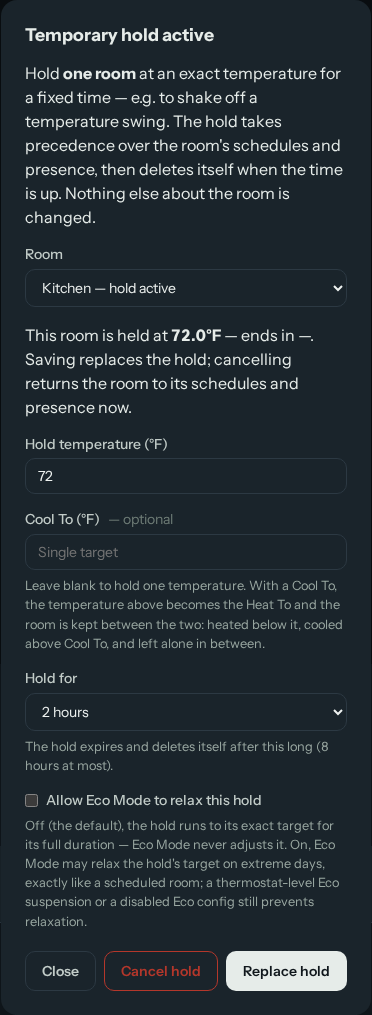 Temporary hold active
Hold one room at an exact temperature for
a fixed time — e.g. to shake off a
temperature swing. The hold takes
precedence over the room's schedules and
presence, then deletes itself when the time
is up. Nothing else about the room is
changed.
Room
Kitchen — hold active
This room is held at 72.0°F — ends in —.
Saving replaces the hold; cancelling
returns the room to its schedules and
presence now.
Hold temperature (°F)
72
Cool To (°F) — optional
Single target
Leave blank to hold one temperature. With a Cool To,
the temperature above becomes the Heat To and the
room is kept between the two: heated below it, cooled
above Cool To, and left alone in between.
Hold for
2 hours
The hold expires and deletes itself after this long (8
hours at most).
Allow Eco Mode to relax this hold
Off (the default), the hold runs to its exact target for
its full duration — Eco Mode never adjusts it. On, Eco
Mode may relax the hold's target on extreme days,
exactly like a scheduled room; a thermostat-level Eco
suspension or a disabled Eco config still prevents
relaxation.
Close
Cancel hold
Replace hold